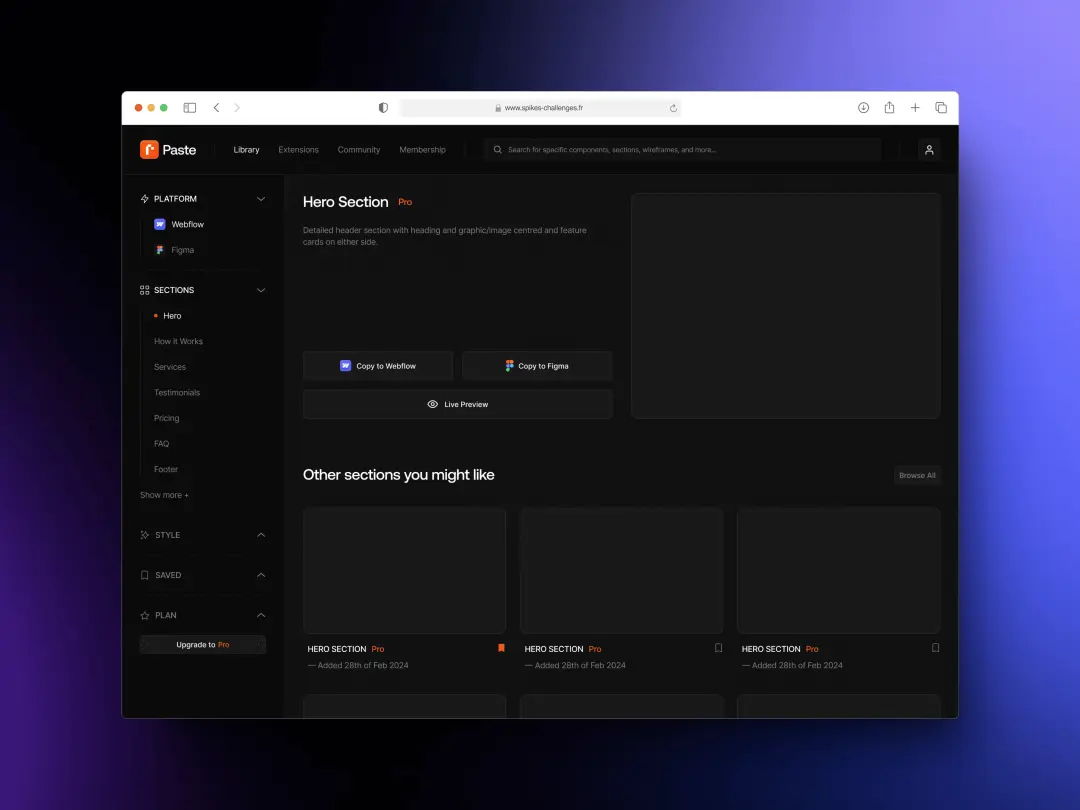 www.spikes-challenges.fr
Paste
Library
Extensions
Community
Membership
Search for specific components, sections, wireframes, and more...
PLATFORM
Webflow
Figma
SECTIONS
Hero
How It Works
Services
Testimonials
Pricing
FAQ
Footer
Show more +
STYLE
SAVED
PLAN
Upgrade to Pro
Hero Section Pro
Detailed header section with heading and graphic/image centred and feature
cards on either side.
Copy to Webflow
Copy to Figma
Live Preview
Other sections you might like
Browse All
HERO SECTION Pro
— Added 28th of Feb 2024
HERO SECTION Pro
— Added 28th of Feb 2024
HERO SECTION Pro
— Added 28th of Feb 2024